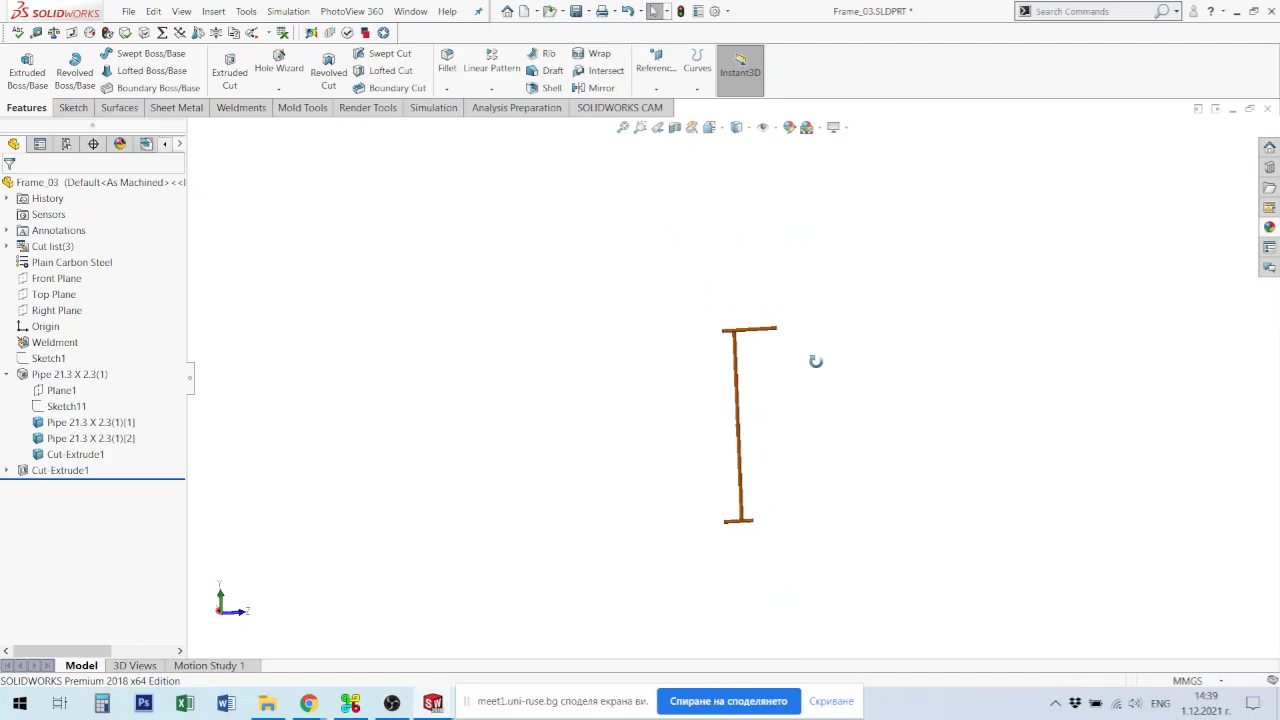 SOLIDWORKS
File
Edit
View
Insert
Tools
Simulation
PhotoView 360
Window
Help
Frame_03.SLDPRT *
Search Commands
?
Extruded
Boss/Base
Revolved
Boss/Base
Swept Boss/Base
Lofted Boss/Base
Boundary Boss/Base
Extruded
Cut
Hole Wizard
Revolved
Cut
Swept Cut
Lofted Cut
Boundary Cut
Fillet
Linear Pattern
Rib
Draft
Shell
Wrap
Intersect
Mirror
Referenc...
Curves
Instant3D
Features
Sketch
Surfaces
Sheet Metal
Weldments
Mold Tools
Render Tools
Simulation
Analysis Preparation
SOLIDWORKS CAM
Frame_03 (Default<As Machined><<I
History
Sensors
Annotations
Cut list(3)
Plain Carbon Steel
Front Plane
Top Plane
Right Plane
Origin
Weldment
Sketch1
Pipe 21.3 X 2.3(1)
Plane1
Sketch11
Pipe 21.3 X 2.3(1)[1]
Pipe 21.3 X 2.3(1)[2]
Cut-Extrude1
Cut-Extrude1
Y
Z
Model
3D Views
Motion Study 1
SOLIDWORKS Premium 2018 x64 Edition
MMGS
meet1.uni-ruse.bg споделя екрана ви.
Спиране на споделянето
Скриване
ENG
14:39
1.12.2021 г.